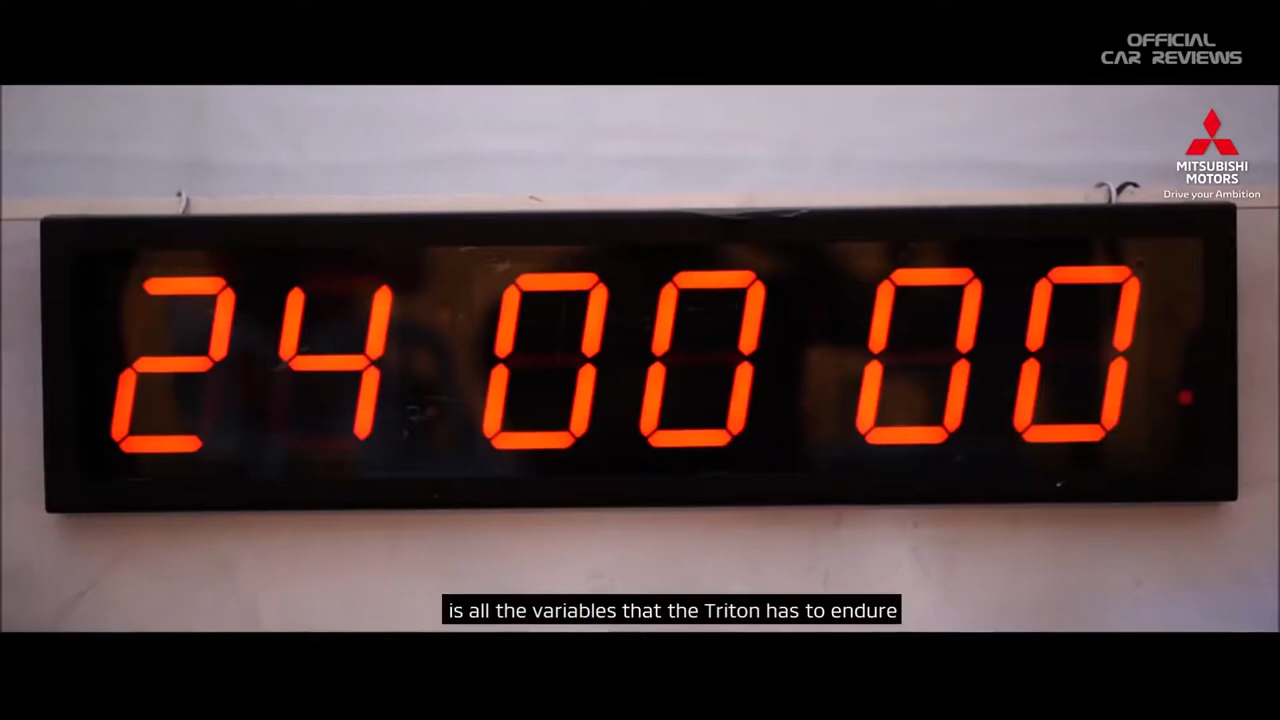 OFFICIAL
CAR REVIEWS
MITSUBISHI
MOTORS
Drive your Ambition
24 00 00
is all the variables that the Triton has to endure